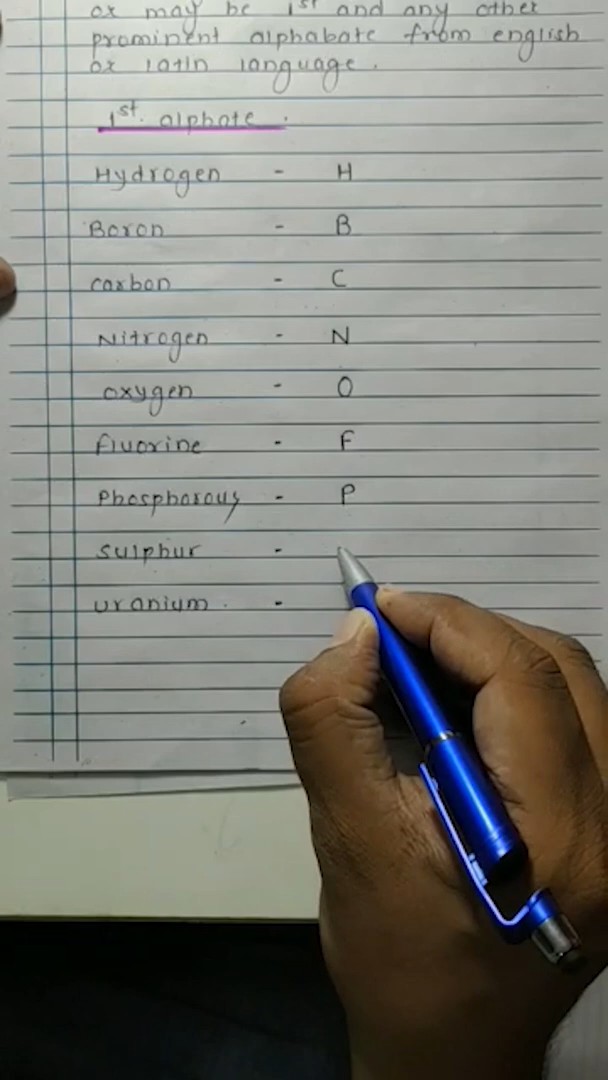 or may be 1st and any other
prominent alphabate from english
or latin language.
1st. alphate.
Hydrogen - H
Boron - B
carbon - C
Nitrogen - N
oxygen - O
fluorine - F
Phosphorous - P
sulphur -
uranium. -